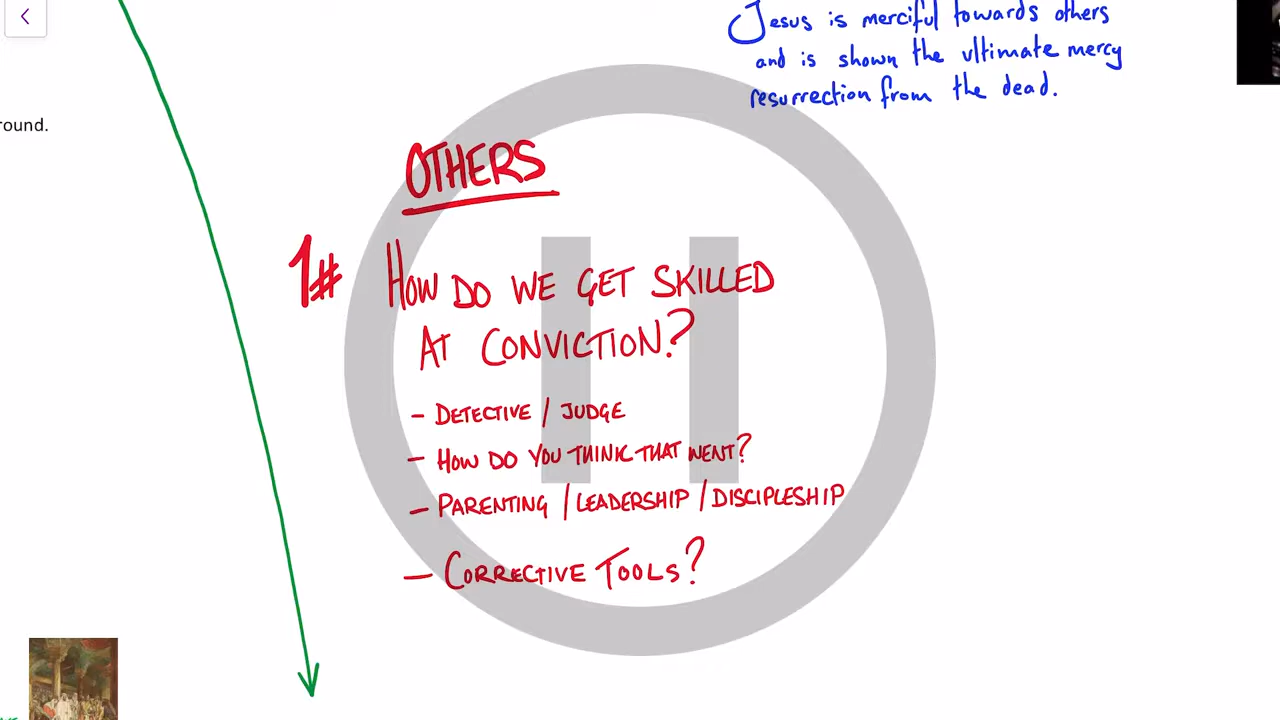 Jesus is merciful towards others
and is shown the ultimate mercy
resurrection from the dead.
round.
OTHERS
1# HOW DO WE GET SKILLED
AT CONVICTION?
- DETECTIVE / JUDGE
- HOW DO YOU THINK THAT WENT?
- PARENTING / LEADERSHIP / DISCIPLESHIP
- CORRECTIVE TOOLS?